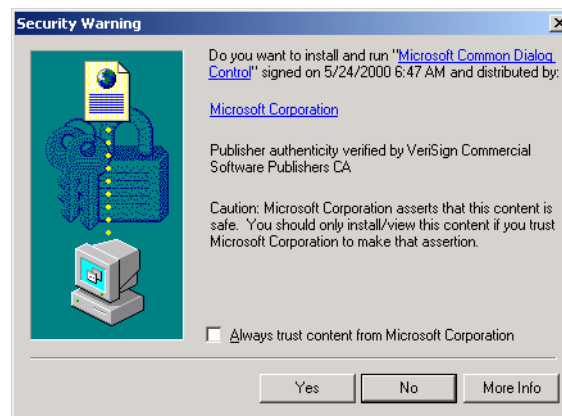 Security Warning
Do you want to install and run "Microsoft Common Dialog
Control" signed on 5/24/2000 6:47 AM and distributed by:
Microsoft Corporation
Publisher authenticity verified by VeriSign Commercial
Software Publishers CA
Caution: Microsoft Corporation asserts that this content is
safe. You should only install/view this content if you trust
Microsoft Corporation to make that assertion.
Always trust content from Microsoft Corporation
Yes No More Info